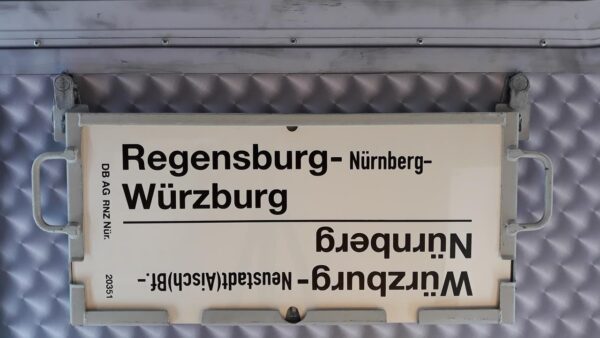 Regensburg- Nürnberg-
Würzburg
Würzburg- Neustadt(Aisch)Bf.-
Nürnberg
DB AG RNZ Nür. 20351